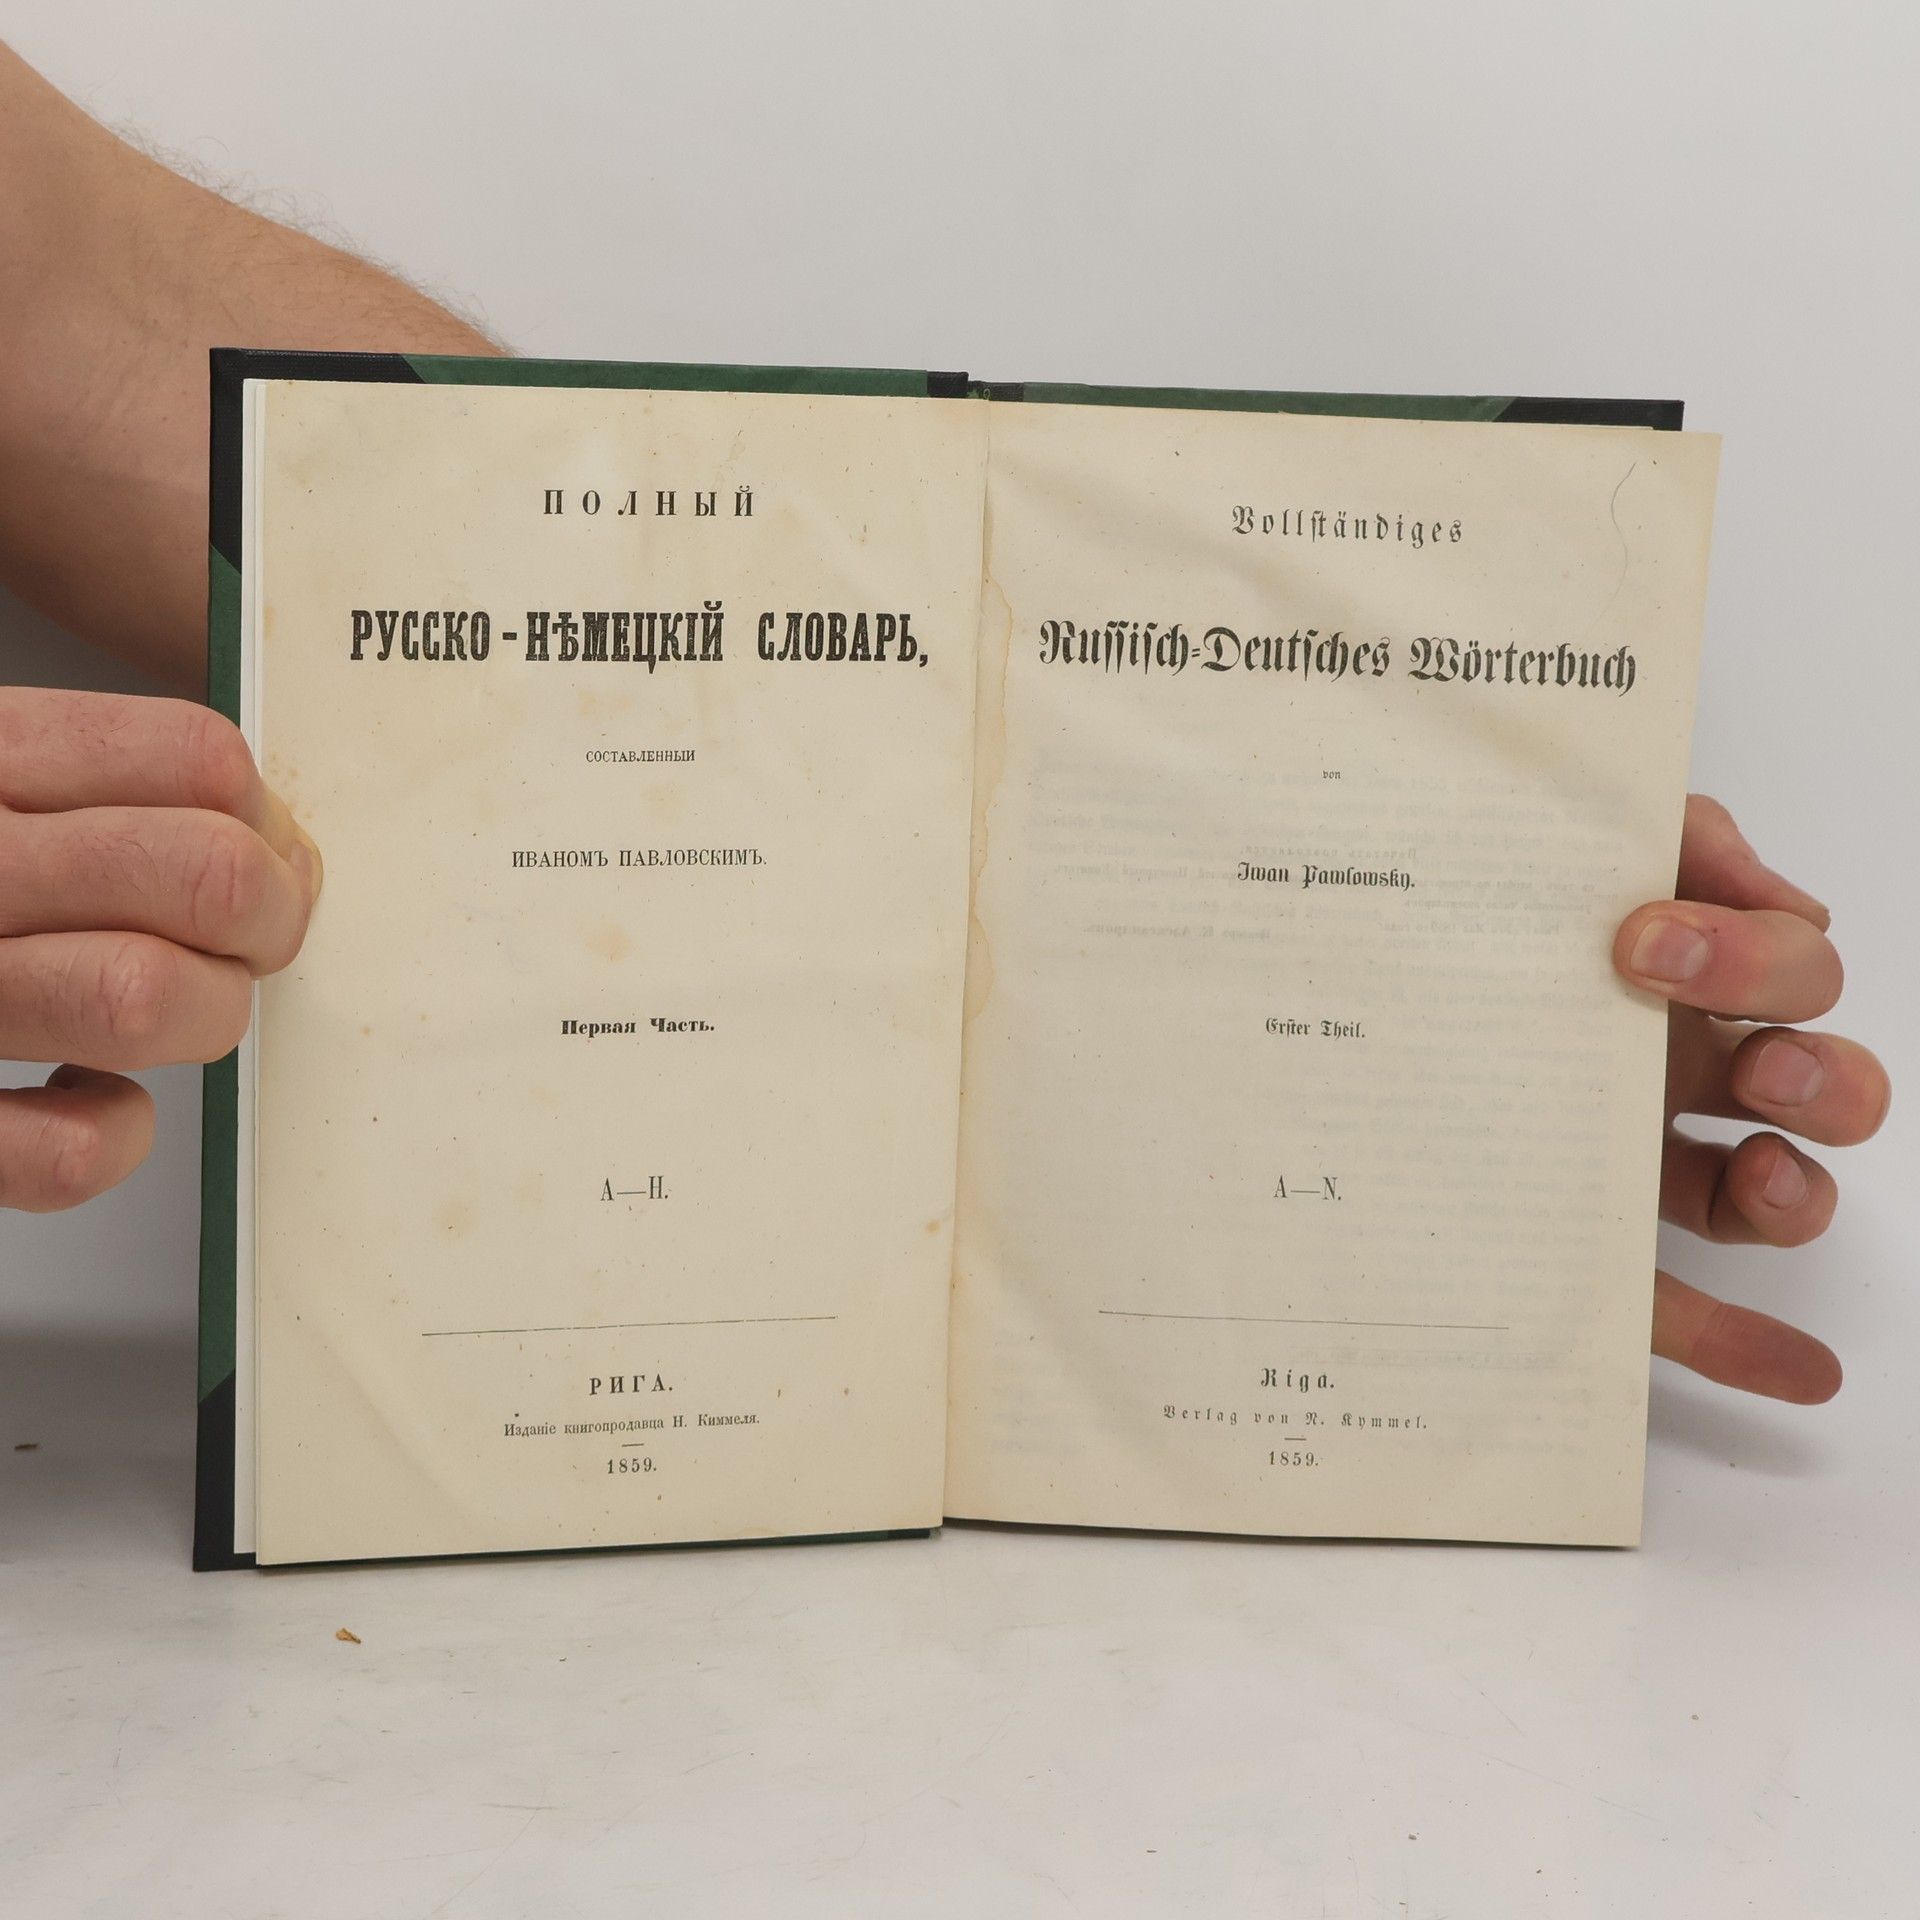 ПОЛНЫЙ
РУССКО-НѢМЕЦКІЙ СЛОВАРЬ,
СОСТАВЛЕННЫЙ
ИВАНОМЪ ПАВЛОВСКИМЪ.
Первая Часть.
А—Н.
РИГА.
Изданіе книгопродавца Н. Киммеля.
1859.
Vollständiges
Russisch-Deutsches Wörterbuch
von
Iwan Pawlowsky.
Erster Theil.
A—N.
Riga.
Verlag von N. Kymmel.
1859.